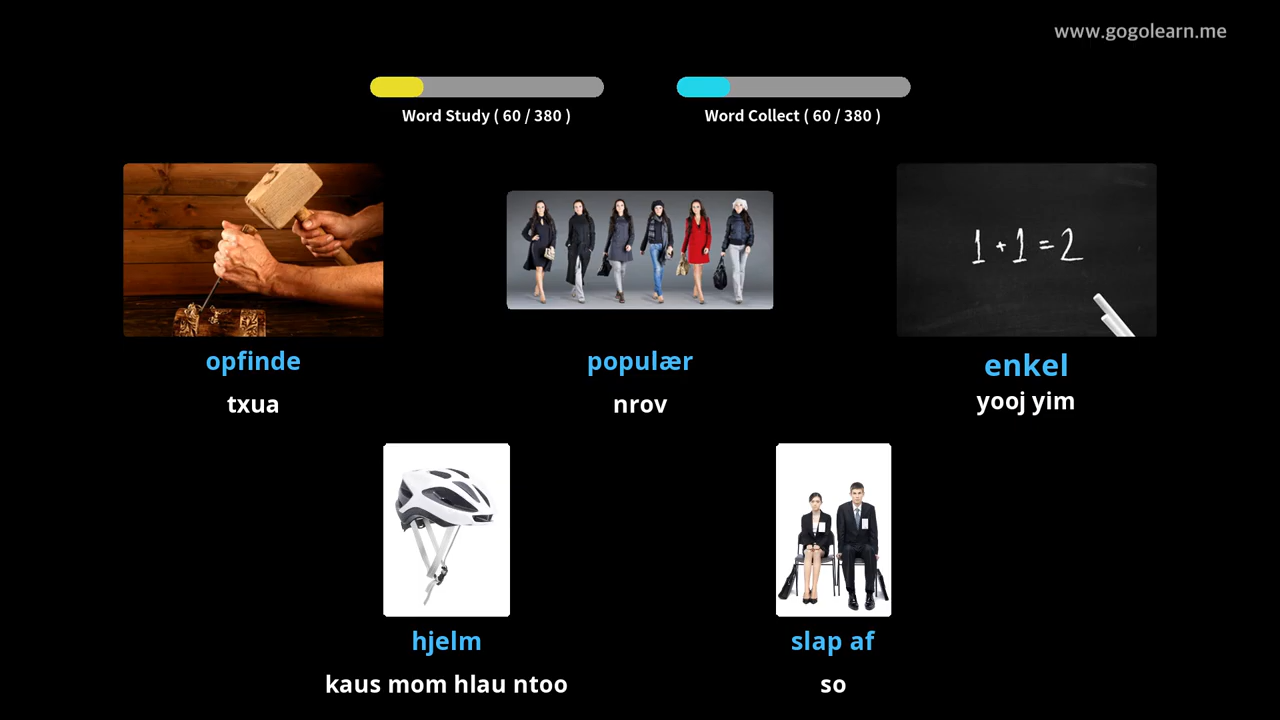 www.gogolearn.me
Word Study ( 60 / 380 )
Word Collect ( 60 / 380 )
1 + 1 = 2
opfinde
txua
populær
nrov
enkel
yooj yim
hjelm
kaus mom hlau ntoo
slap af
so